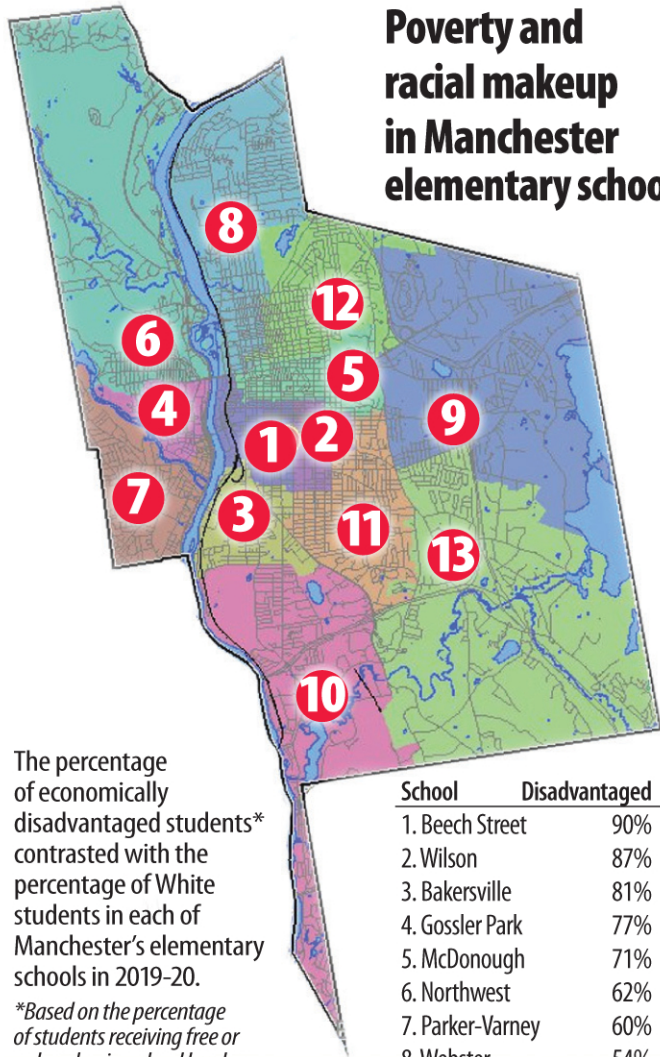 Poverty and
racial makeup
in Manchester
elementary schoo
8
12
6
5
4
9
1
2
7
3
11
13
10
The percentage
of economically
disadvantaged students*
contrasted with the
percentage of White
students in each of
Manchester's elementary
schools in 2019-20.
*Based on the percentage
of students receiving free or
School Disadvantaged
1. Beech Street 90%
2. Wilson 87%
3. Bakersville 81%
4. Gossler Park 77%
5. McDonough 71%
6. Northwest 62%
7. Parker-Varney 60%
8. Webster 54%